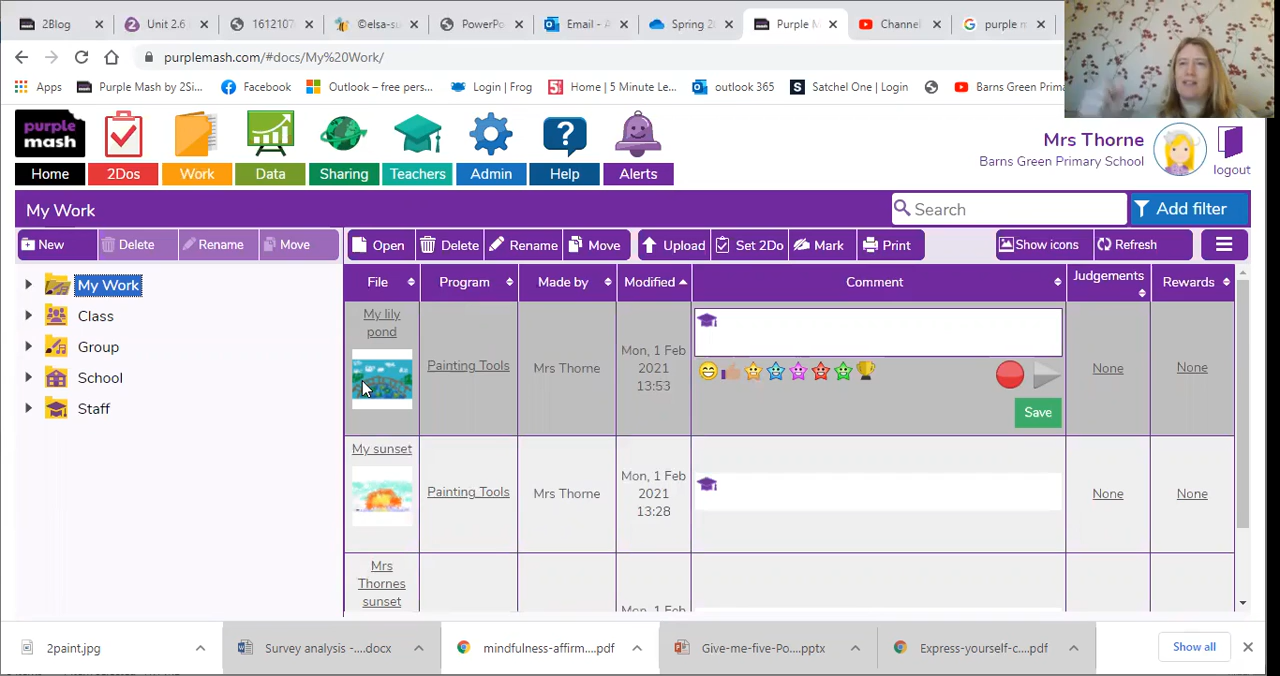 2Blog
Unit 2.6
1612107
©elsa-su
PowerPo
Email - A
Spring 2
Purple M
Channel
purple m
purplemash.com/#docs/My%20Work/
Apps
Purple Mash by 2Si...
Facebook
Outlook – free pers...
Login | Frog
Home | 5 Minute Le...
outlook 365
Satchel One | Login
Barns Green Prima
purple mash
Home
2Dos
Work
Data
Sharing
Teachers
Admin
Help
Alerts
Mrs Thorne
Barns Green Primary School
logout
My Work
Search
Add filter
New
Delete
Rename
Move
Open
Delete
Rename
Move
Upload
Set 2Do
Mark
Print
Show icons
Refresh
My Work
Class
Group
School
Staff
File
Program
Made by
Modified
Comment
Judgements
Rewards
My lily
pond
Painting Tools
Mrs Thorne
Mon, 1 Feb
2021
13:53
Save
None
None
My sunset
Painting Tools
Mrs Thorne
Mon, 1 Feb
2021
13:28
None
None
Mrs
Thornes
sunset
2paint.jpg
Survey analysis -....docx
mindfulness-affirm....pdf
Give-me-five-Po....pptx
Express-yourself-c....pdf
Show all